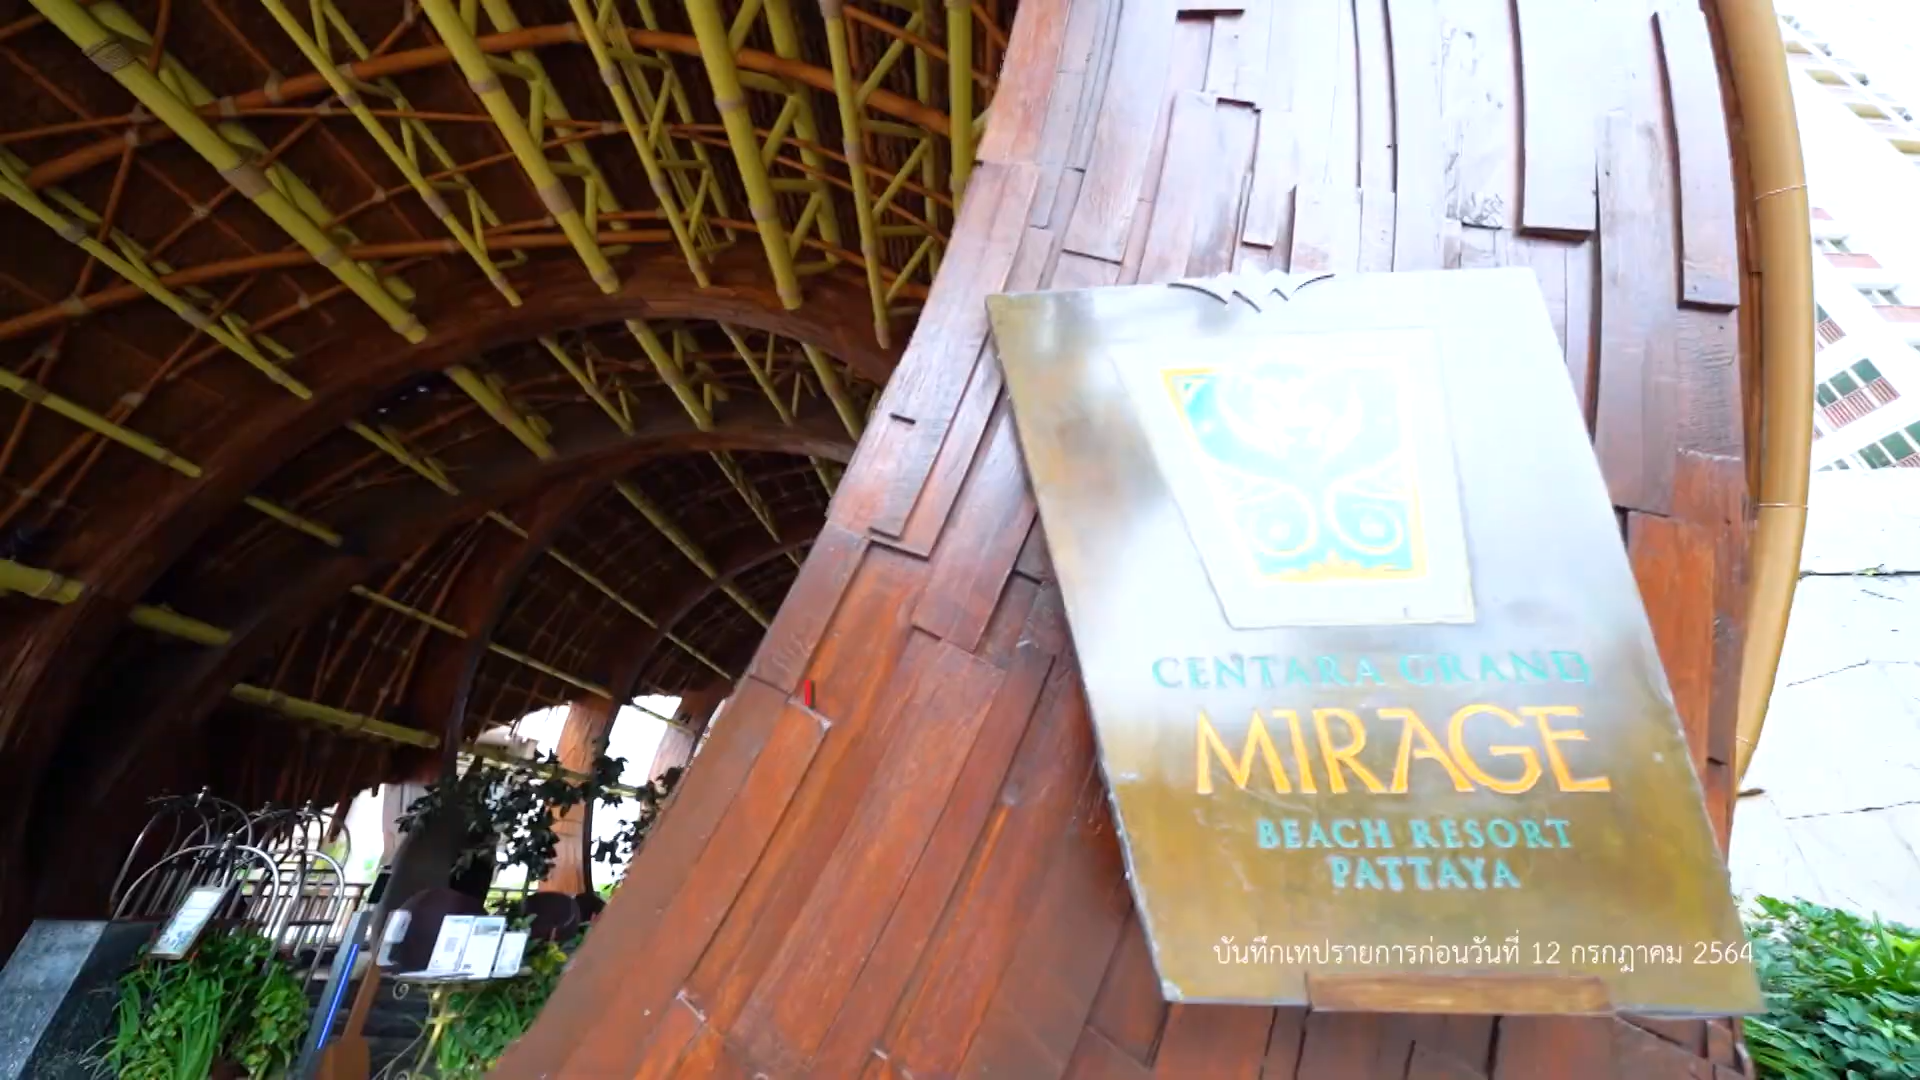 CENTARA GRAND
MIRAGE
BEACH RESORT
PATTAYA
บันทึกเทปรายการก่อนวันที่ 12 กรกฎาคม 2564